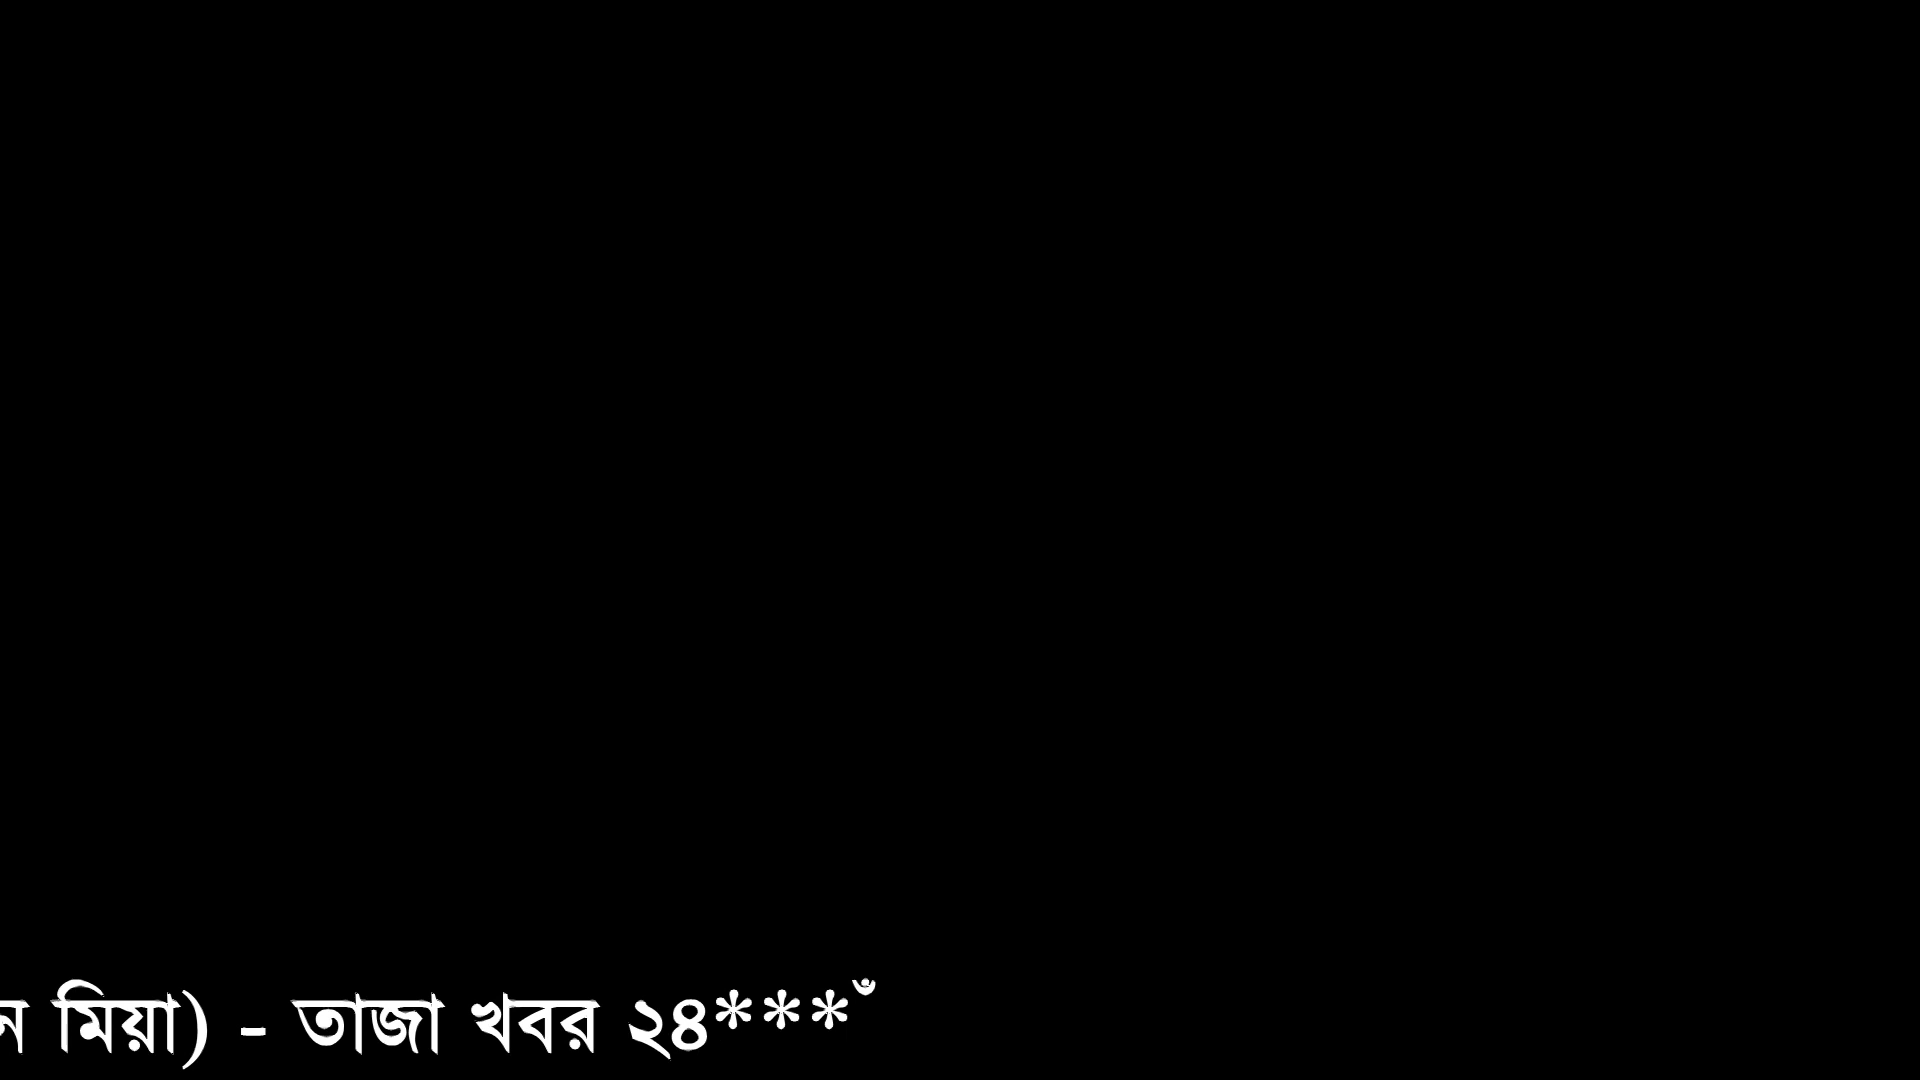 ন মিয়া) - তাজা খবর ২৪***ঁ